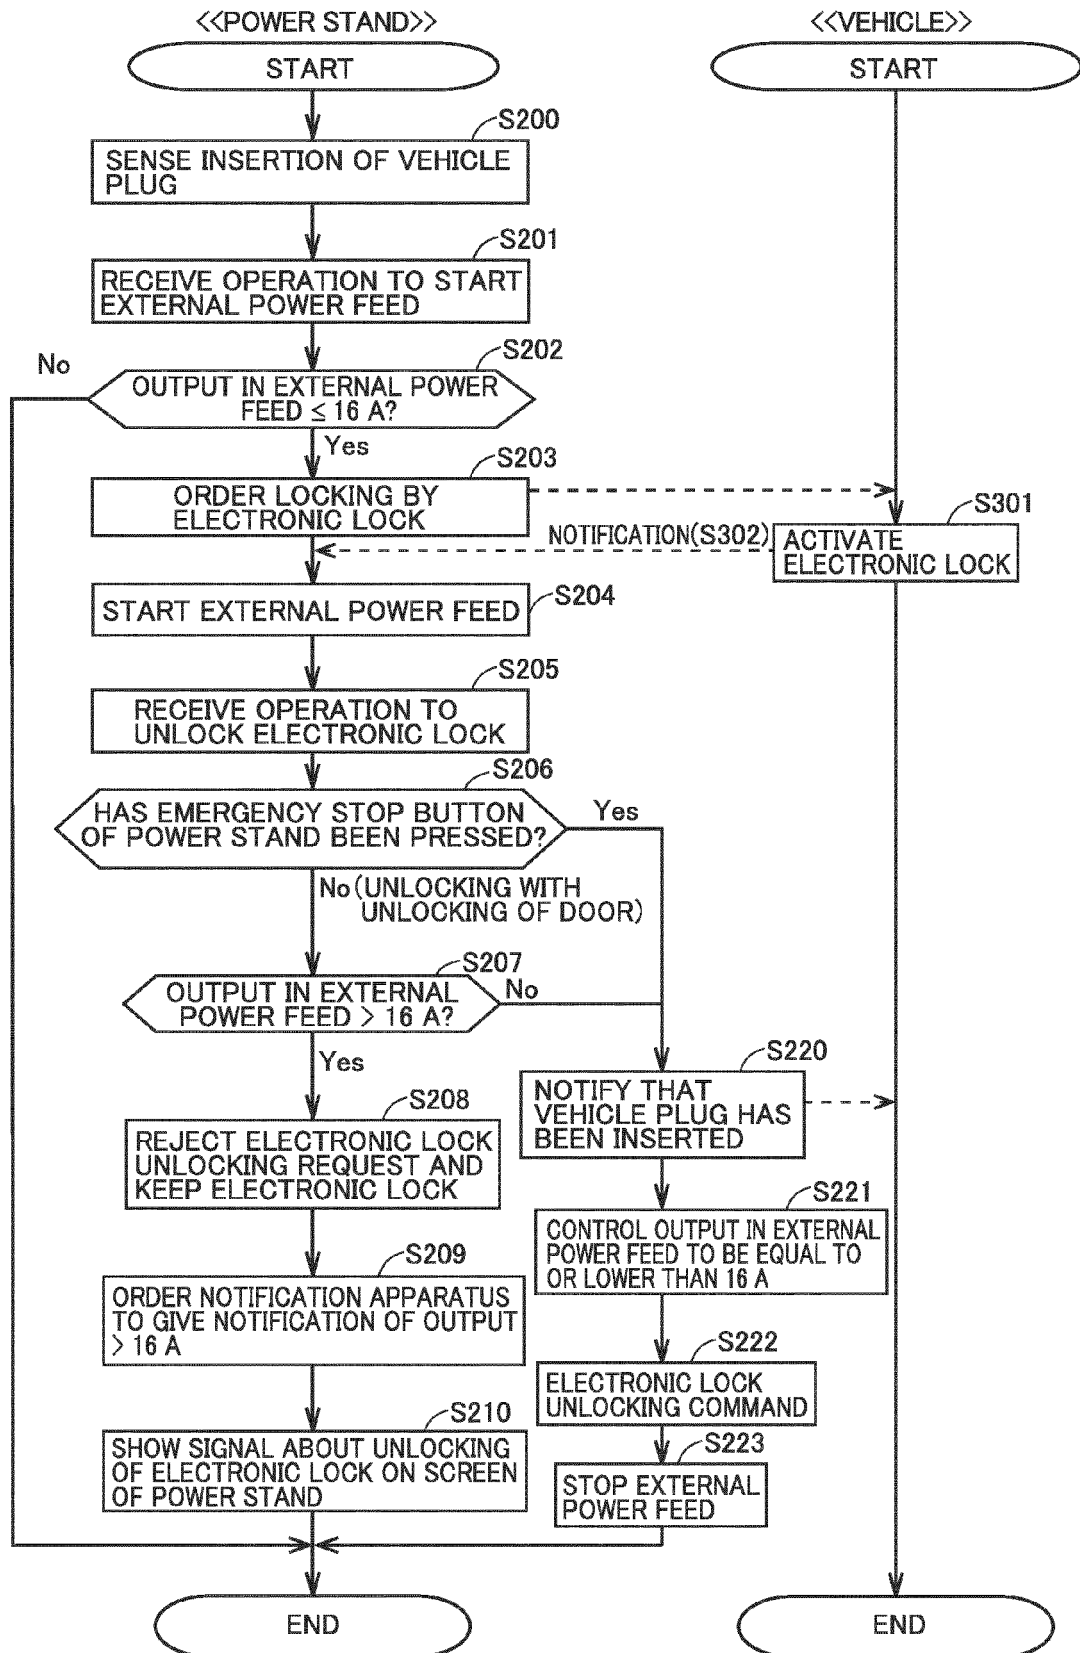 <<POWER STAND>>
<<VEHICLE>>
START
START
S200
SENSE INSERTION OF VEHICLE
PLUG
S201
RECEIVE OPERATION TO START
EXTERNAL POWER FEED
S202
No
OUTPUT IN EXTERNAL POWER
FEED ≤ 16 A?
Yes
S203
ORDER LOCKING BY
ELECTRONIC LOCK
S301
NOTIFICATION(S302)
ACTIVATE
ELECTRONIC LOCK
START EXTERNAL POWER FEED
S204
S205
RECEIVE OPERATION TO
UNLOCK ELECTRONIC LOCK
S206
HAS EMERGENCY STOP BUTTON
OF POWER STAND BEEN PRESSED?
Yes
No(UNLOCKING WITH
UNLOCKING OF DOOR)
S207
OUTPUT IN EXTERNAL
POWER FEED > 16 A?
No
Yes
S220
NOTIFY THAT
VEHICLE PLUG HAS
BEEN INSERTED
S208
REJECT ELECTRONIC LOCK
UNLOCKING REQUEST AND
KEEP ELECTRONIC LOCK
S221
CONTROL OUTPUT IN EXTERNAL
POWER FEED TO BE EQUAL TO
OR LOWER THAN 16 A
S209
ORDER NOTIFICATION APPARATUS
TO GIVE NOTIFICATION OF OUTPUT
> 16 A
S222
ELECTRONIC LOCK
UNLOCKING COMMAND
S210
SHOW SIGNAL ABOUT UNLOCKING
OF ELECTRONIC LOCK ON SCREEN
OF POWER STAND
S223
STOP EXTERNAL
POWER FEED
END
END